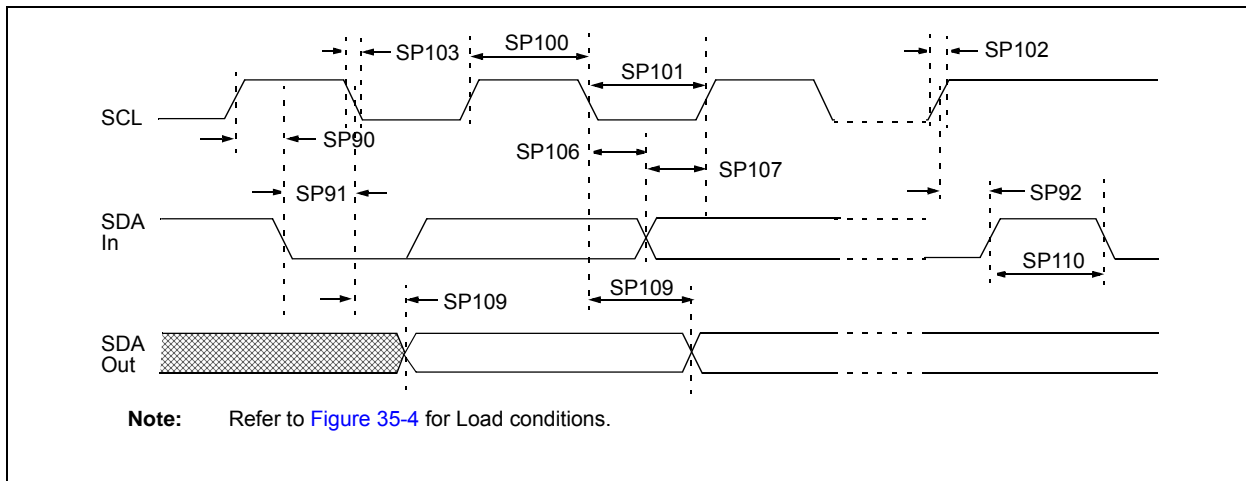 SP103
SP100
SP102
SP101
SCL
SP90
SP106
SP107
SP91
SP92
SDA
In
SP110
SP109
SP109
SDA
Out
Note: Refer to Figure 35-4 for Load conditions.